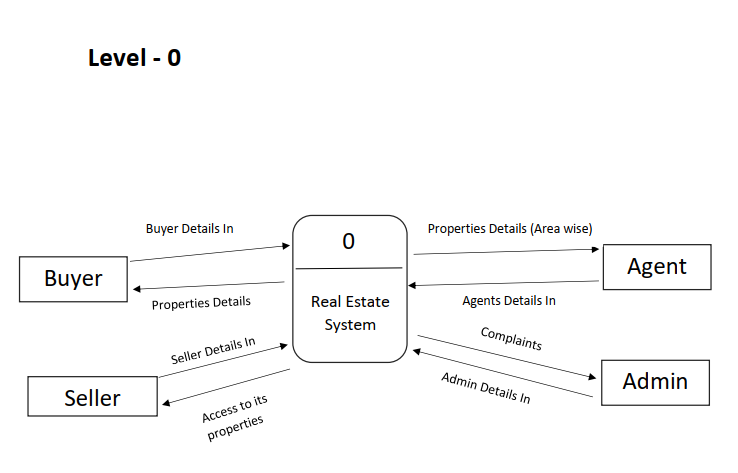 Level - 0
Buyer Details In
Properties Details (Area wise)
0
Buyer
Agent
Properties Details
Real Estate
System
Agents Details In
Seller Details In
Complaints
Seller
Admin
Access to its
properties
Admin Details In